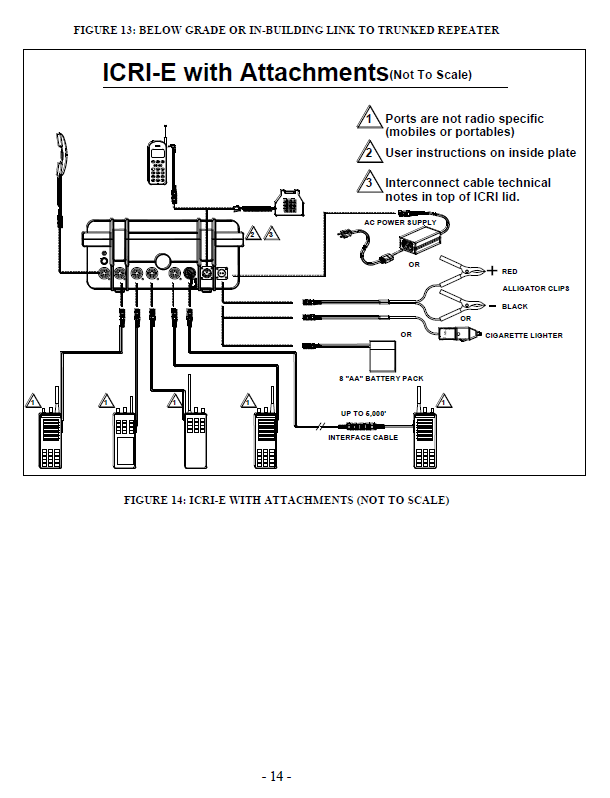 FIGURE 13: BELOW GRADE OR IN-BUILDING LINK TO TRUNKED REPEATER
ICRI-E with Attachments(Not To Scale)
1 Ports are not radio specific
(mobiles or portables)
2 User instructions on inside plate
3 Interconnect cable technical
notes in top of ICRI lid.
2 3
AC POWER SUPPLY
OR
+ RED
ALLIGATOR CLIPS
- BLACK
OR
CIGARETTE LIGHTER
OR
8 "AA" BATTERY PACK
1 1 1 1 1
UP TO 5,000'
INTERFACE CABLE
FIGURE 14: ICRI-E WITH ATTACHMENTS (NOT TO SCALE)
- 14 -